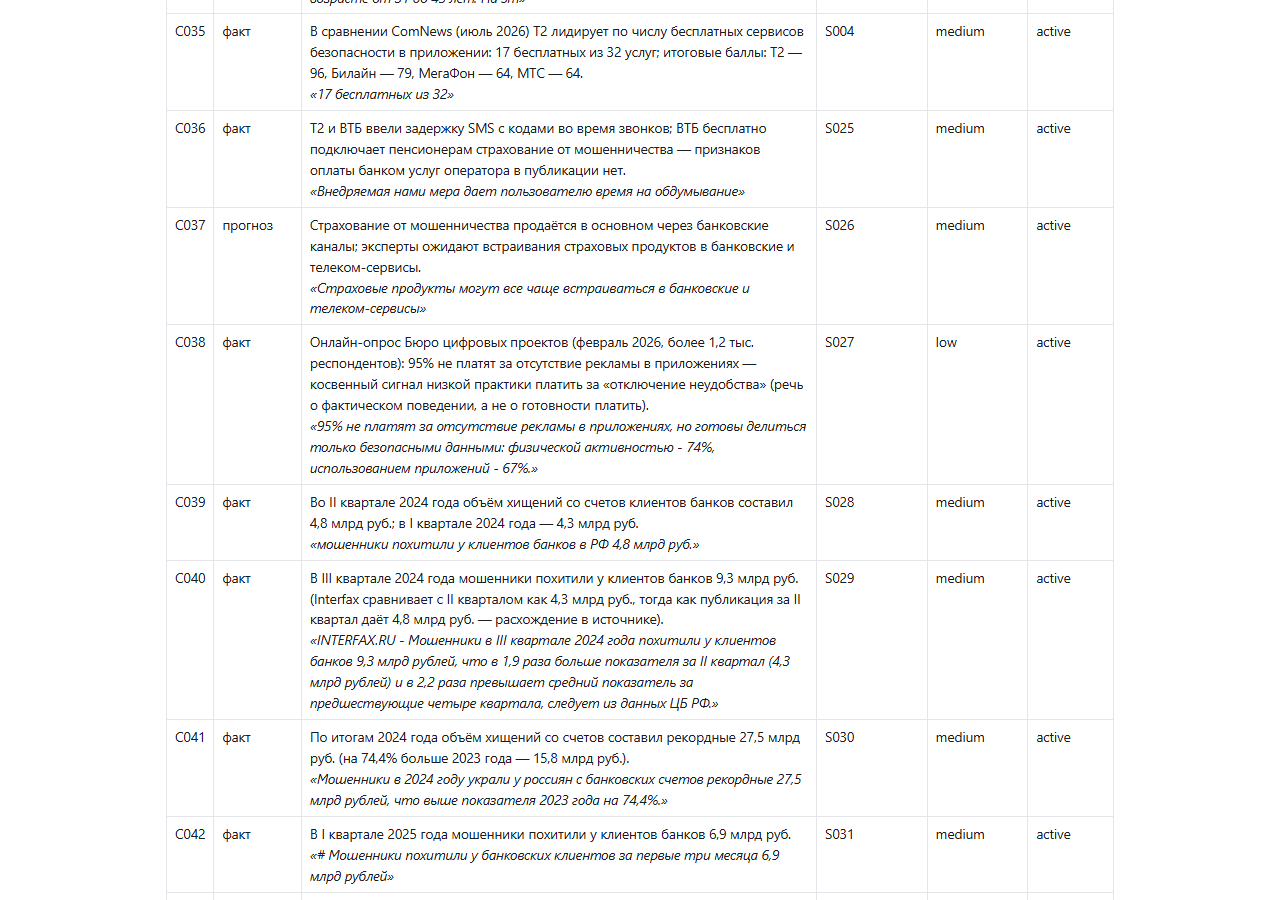 C035 факт В сравнении ComNews (июль 2026) T2 лидирует по числу бесплатных сервисов S004 medium active
безопасности в приложении: 17 бесплатных из 32 услуг; итоговые баллы: T2 —
96, Билайн — 79, МегаФон — 64, МТС — 64.
«17 бесплатных из 32»
C036 факт T2 и ВТБ ввели задержку SMS с кодами во время звонков; ВТБ бесплатно S025 medium active
подключает пенсионерам страхование от мошенничества — признаков
оплаты банком услуг оператора в публикации нет.
«Внедряемая нами мера дает пользователю время на обдумывание»
C037 прогноз Страхование от мошенничества продаётся в основном через банковские S026 medium active
каналы; эксперты ожидают встраивания страховых продуктов в банковские и
телеком-сервисы.
«Страховые продукты могут все чаще встраиваться в банковские и
телеком-сервисы»
C038 факт Онлайн-опрос Бюро цифровых проектов (февраль 2026, более 1,2 тыс. S027 low active
респондентов): 95% не платят за отсутствие рекламы в приложениях —
косвенный сигнал низкой практики платить за «отключение неудобства» (речь
о фактическом поведении, а не о готовности платить).
«95% не платят за отсутствие рекламы в приложениях, но готовы делиться
только безопасными данными: физической активностью - 74%,
использованием приложений - 67%.»
C039 факт Во II квартале 2024 года объём хищений со счетов клиентов банков составил S028 medium active
4,8 млрд руб.; в I квартале 2024 года — 4,3 млрд руб.
«мошенники похитили у клиентов банков в РФ 4,8 млрд руб.»
C040 факт В III квартале 2024 года мошенники похитили у клиентов банков 9,3 млрд руб. S029 medium active
(Interfax сравнивает с II кварталом как 4,3 млрд руб., тогда как публикация за II
квартал даёт 4,8 млрд руб. — расхождение в источнике).
«INTERFAX.RU - Мошенники в III квартале 2024 года похитили у клиентов
банков 9,3 млрд рублей, что в 1,9 раза больше показателя за II квартал (4,3
млрд рублей) и в 2,2 раза превышает средний показатель за
предшествующие четыре квартала, следует из данных ЦБ РФ.»
C041 факт По итогам 2024 года объём хищений со счетов составил рекордные 27,5 млрд S030 medium active
руб. (на 74,4% больше 2023 года — 15,8 млрд руб.).
«Мошенники в 2024 году украли у россиян с банковских счетов рекордные 27,5
млрд рублей, что выше показателя 2023 года на 74,4%.»
C042 факт В I квартале 2025 года мошенники похитили у клиентов банков 6,9 млрд руб. S031 medium active
«# Мошенники похитили у банковских клиентов за первые три месяца 6,9
млрд рублей»